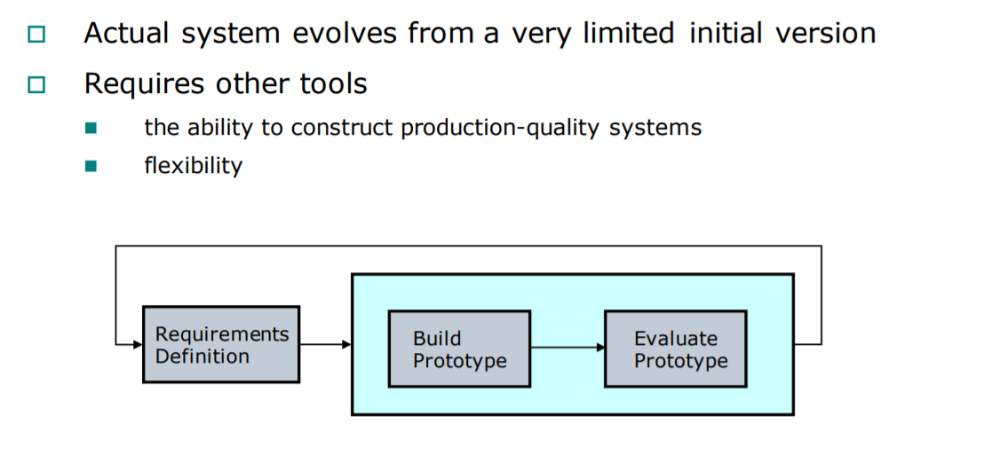 Actual system evolves from a very limited initial version
Requires other tools
the ability to construct production-quality systems
flexibility
Requirements
Definition
Build
Prototype
Evaluate
Prototype